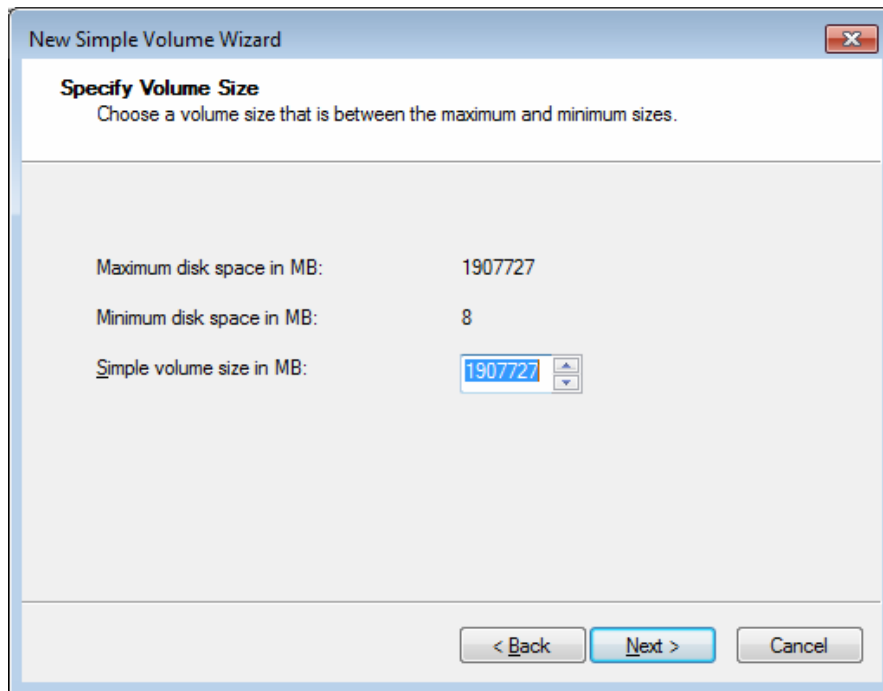 New Simple Volume Wizard
Specify Volume Size
Choose a volume size that is between the maximum and minimum sizes.
Maximum disk space in MB: 1907727
Minimum disk space in MB: 8
Simple volume size in MB: 1907727
< Back Next > Cancel